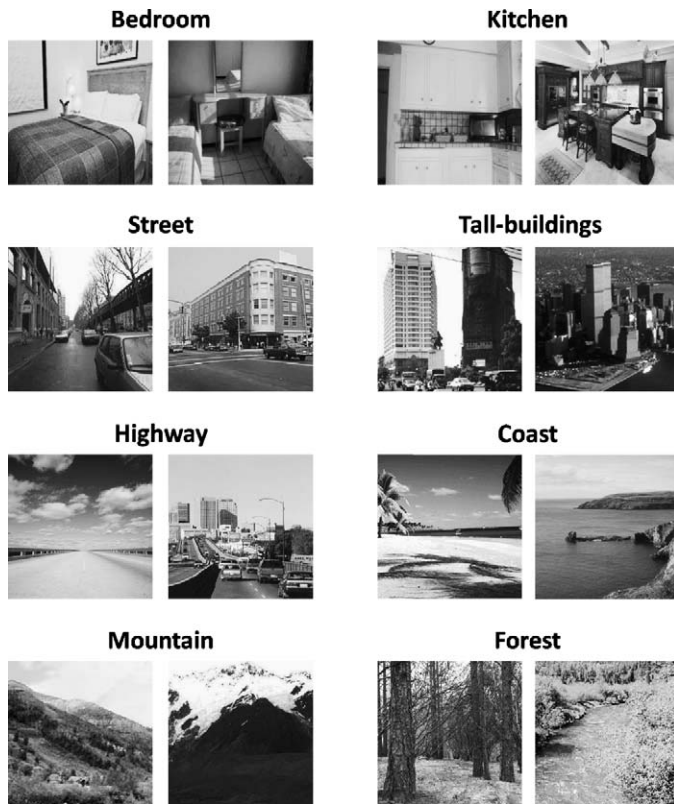 Bedroom
Kitchen
Street
Tall-buildings
Highway
Coast
Mountain
Forest